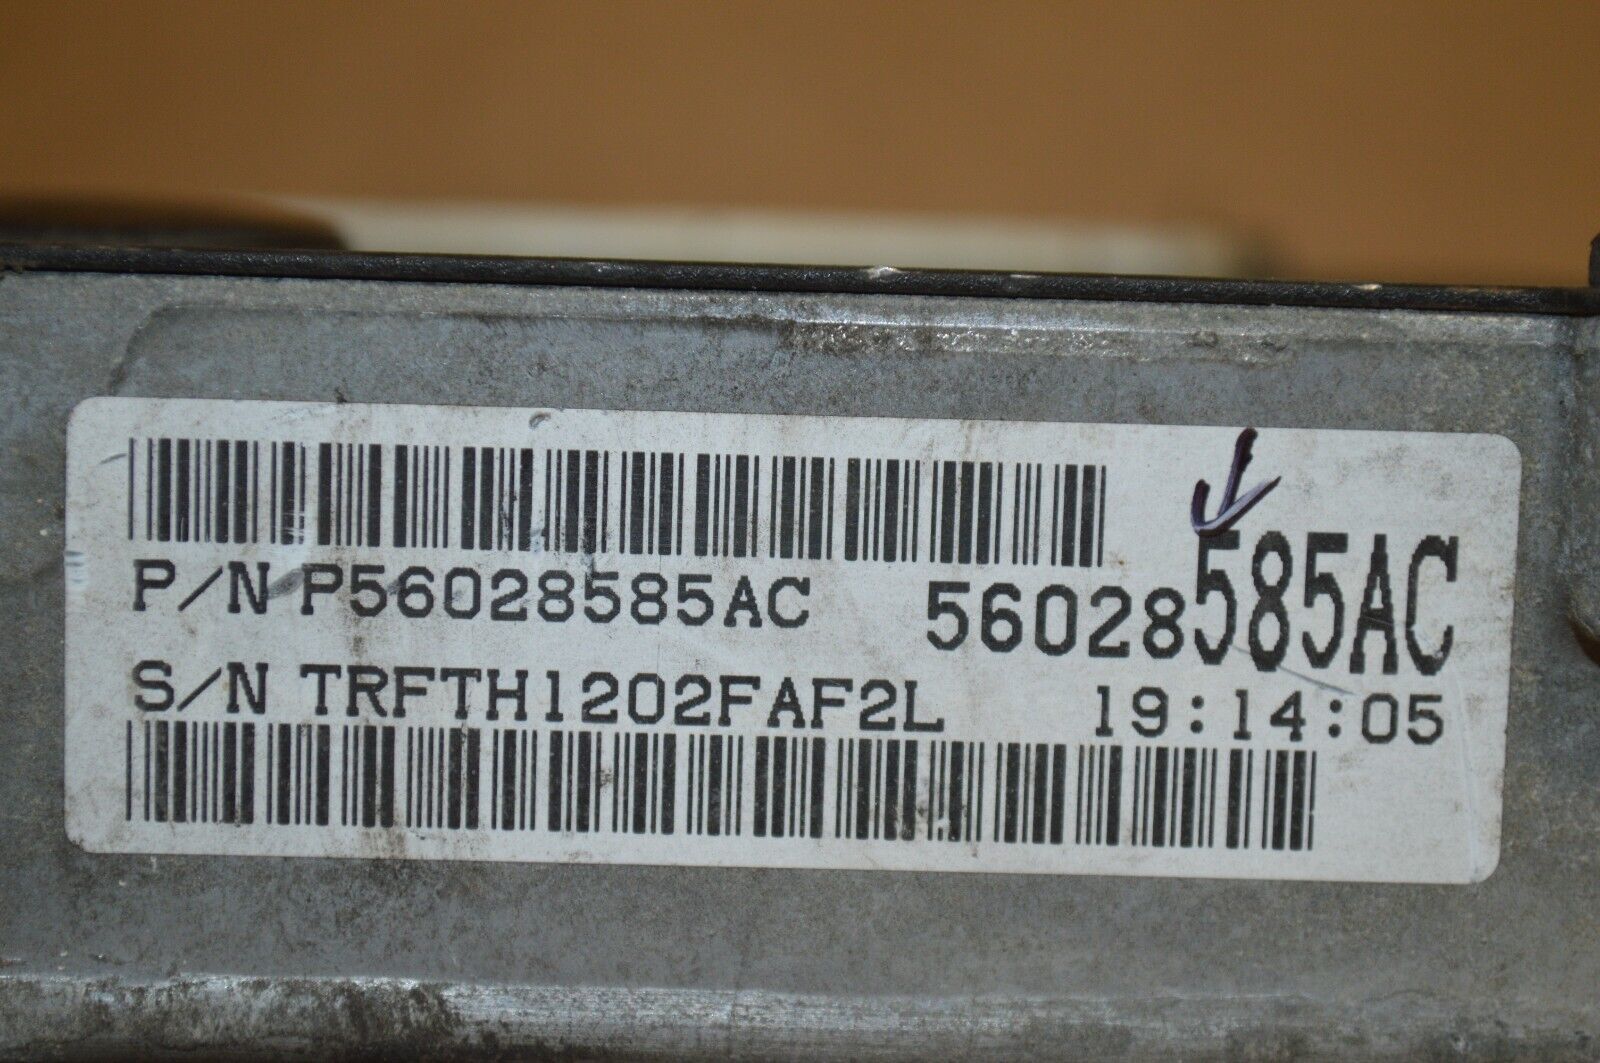 P/N P56028585AC 56028585AC
S/N TRFTH1202FAF2L 19:14:05